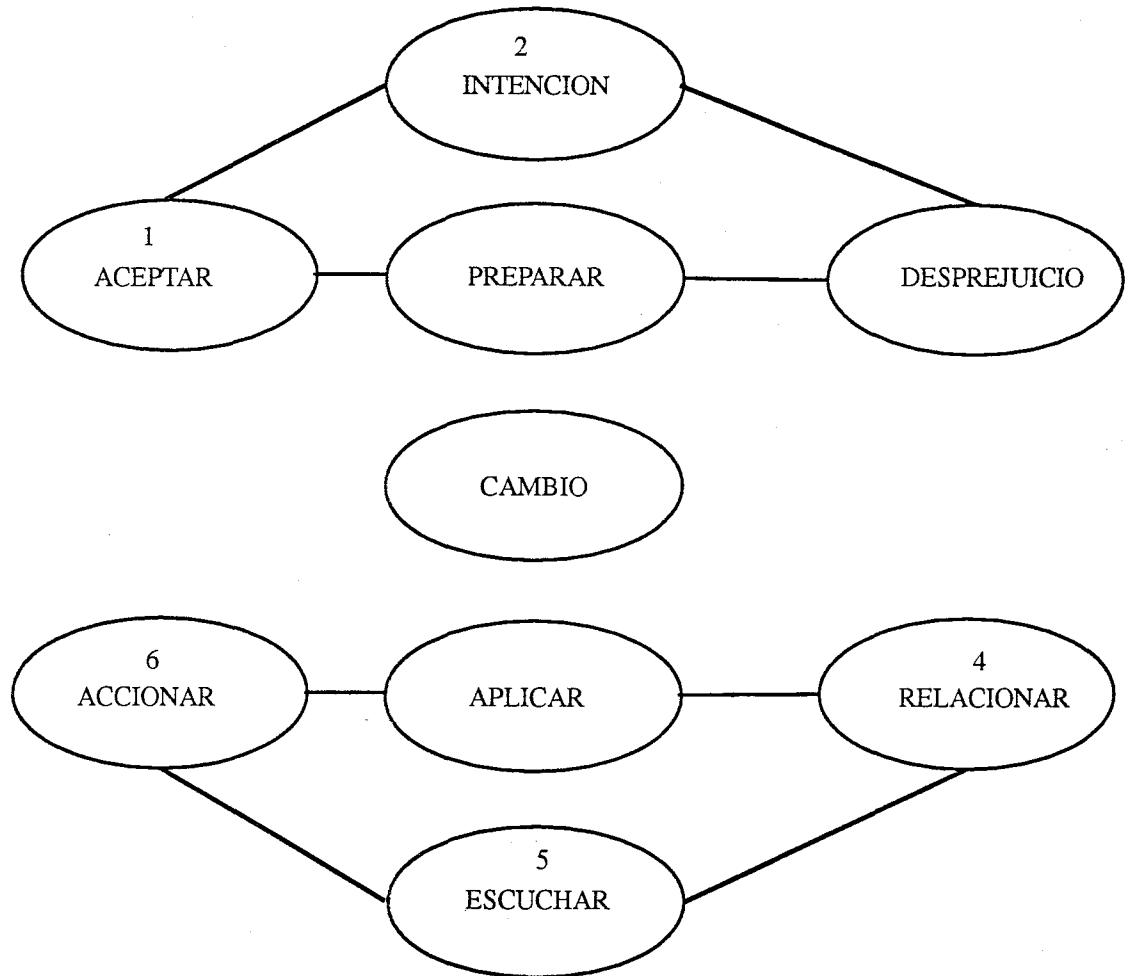 2
INTENCION
1
ACEPTAR
PREPARAR
DESPREJUICIO
CAMBIO
6
ACCIONAR
APLICAR
4
RELACIONAR
5
ESCUCHAR